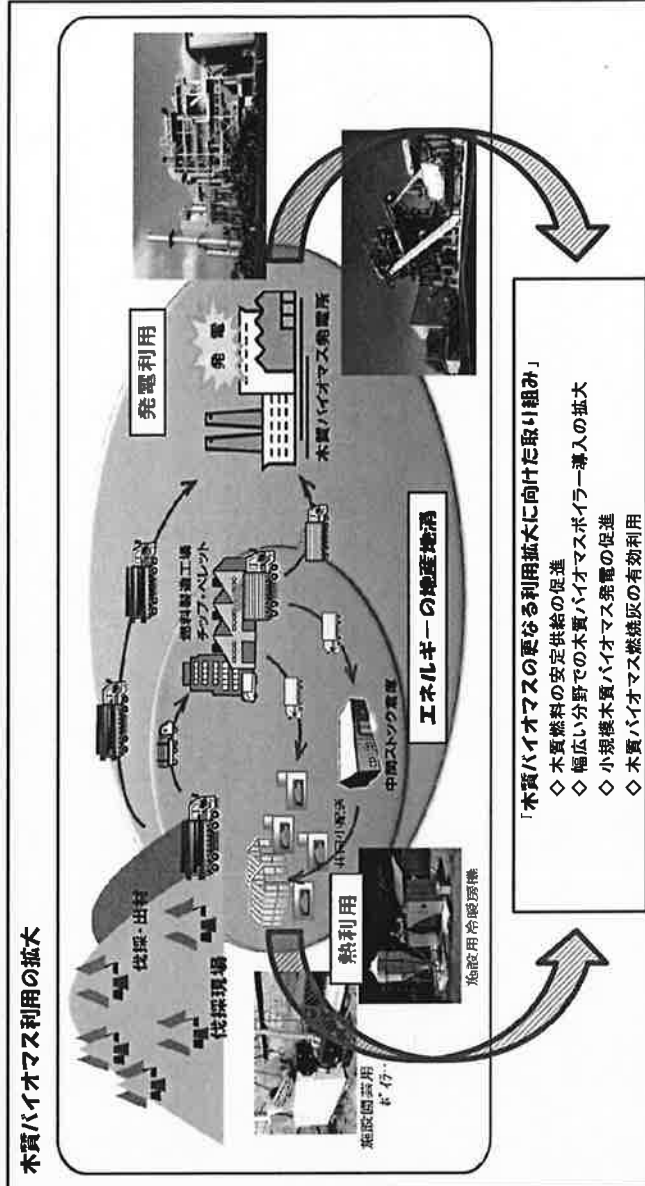 木質バイオマス利用の拡大
伐採・出材
伐採現場
燃料製造工場
チップ・ペレット
発電利用
発電
木質バイオマス発電所
エネルギーの地産地消
中間ストック倉庫
熱利用
施設園芸用
ボイラー
施設用冷暖房機
「木質バイオマスの更なる利用拡大に向けた取り組み」
◇ 木質燃料の安定供給の促進
◇ 幅広い分野での木質バイオマスボイラー導入の拡大
◇ 小規模木質バイオマス発電の促進
◇ 木質バイオマス燃焼灰の有効利用